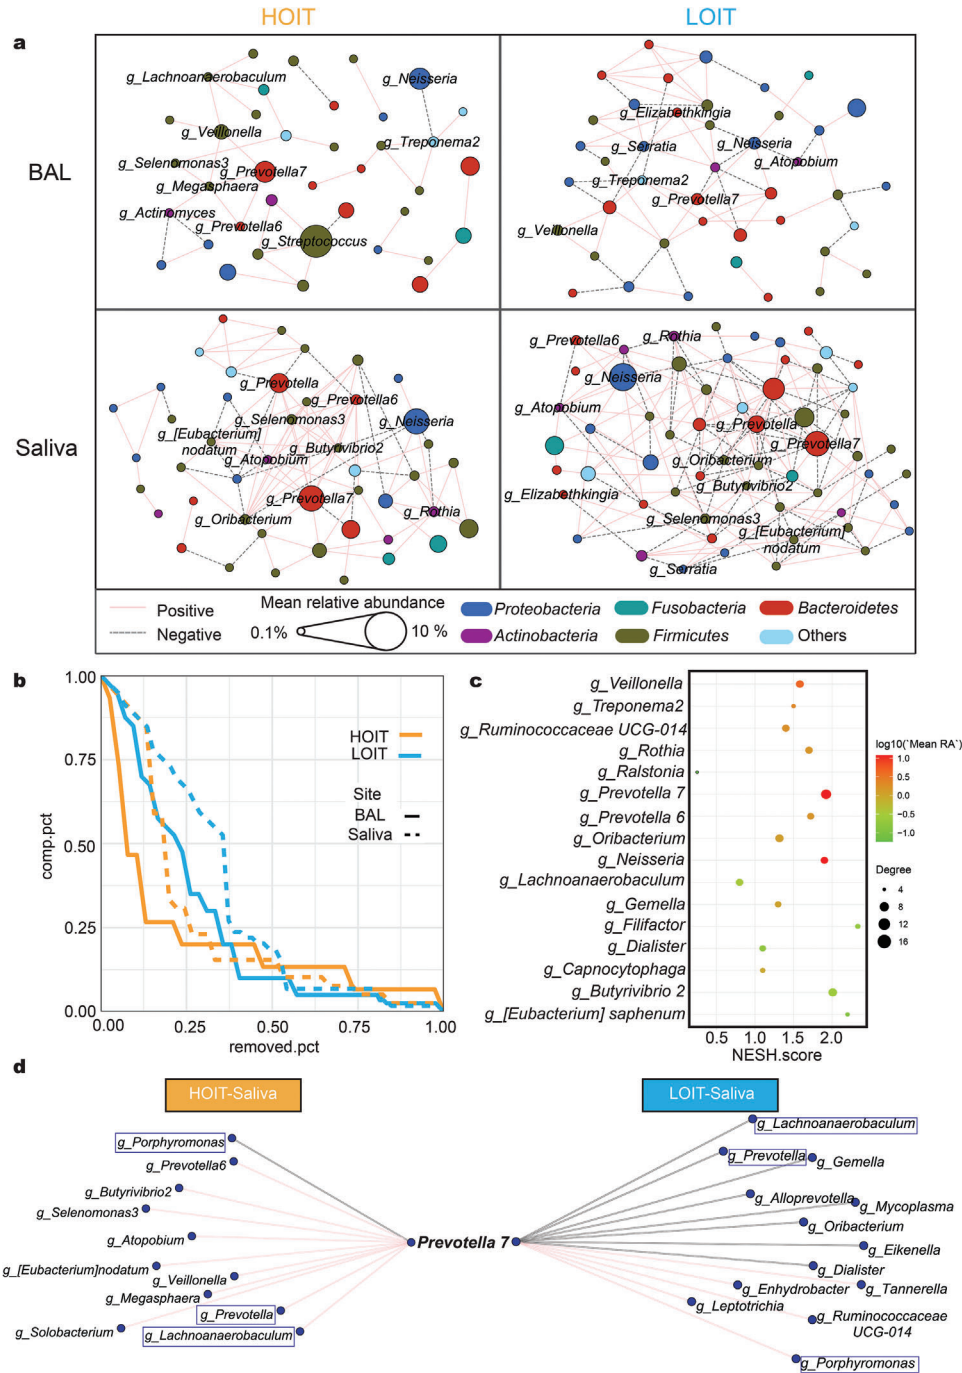 HOIT
LOIT
a
BAL
g_Lachnoanaerobaculum
g_Neisseria
g_Veillonella
g_Treponema2
g_Selenomonas3
g_Prevotella7
g_Megasphaera
g_Actinomyces
g_Prevotella6
g_Streptococcus
g_Elizabethkingia
g_Serratia
g_Neisseria
g_Atopobium
g_Treponema2
g_Prevotella7
g_Veillonella
Saliva
g_Prevotella
g_Prevotella6
g_Selenomonas3
g_Neisseria
g_[Eubacterium]
nodatum
g_Butyrivibrio2
g_Atopobium
g_Prevotella7
g_Oribacterium
g_Rothia
g_Prevotella6
g_Rothia
g_Neisseria
g_Atopobium
g_Prevotella
g_Prevotella7
g_Oribacterium
g_Butyrivibrio2
g_Elizabethkingia
g_Selenomonas3
g_[Eubacterium]
nodatum
g_Serratia
Positive
Negative
Mean relative abundance
0.1%
10 %
Proteobacteria
Fusobacteria
Bacteroidetes
Actinobacteria
Firmicutes
Others
b
1.00
0.75
0.50
0.25
0.00
comp.pct
HOIT
LOIT
Site
BAL
Saliva
0.00
0.25
0.50
0.75
1.00
removed.pct
c
g_Veillonella
g_Treponema2
g_Ruminococcaceae UCG-014
g_Rothia
g_Ralstonia
g_Prevotella 7
g_Prevotella 6
g_Oribacterium
g_Neisseria
g_Lachnoanaerobaculum
g_Gemella
g_Filifactor
g_Dialister
g_Capnocytophaga
g_Butyrivibrio 2
g_[Eubacterium] saphenum
0.5
1.0
1.5
2.0
NESH.score
log10(`Mean RA`)
1.0
0.5
0.0
−0.5
−1.0
Degree
4
8
12
16
d
HOIT-Saliva
LOIT-Saliva
g_Porphyromonas
g_Prevotella6
g_Butyrivibrio2
g_Selenomonas3
g_Atopobium
g_[Eubacterium]nodatum
g_Veillonella
g_Megasphaera
g_Prevotella
g_Solobacterium
g_Lachnoanaerobaculum
Prevotella 7
g_Lachnoanaerobaculum
g_Prevotella
g_Gemella
g_Alloprevotella
g_Mycoplasma
g_Oribacterium
g_Eikenella
g_Dialister
g_Enhydrobacter
g_Tannerella
g_Leptotrichia
g_Ruminococcaceae
UCG-014
g_Porphyromonas